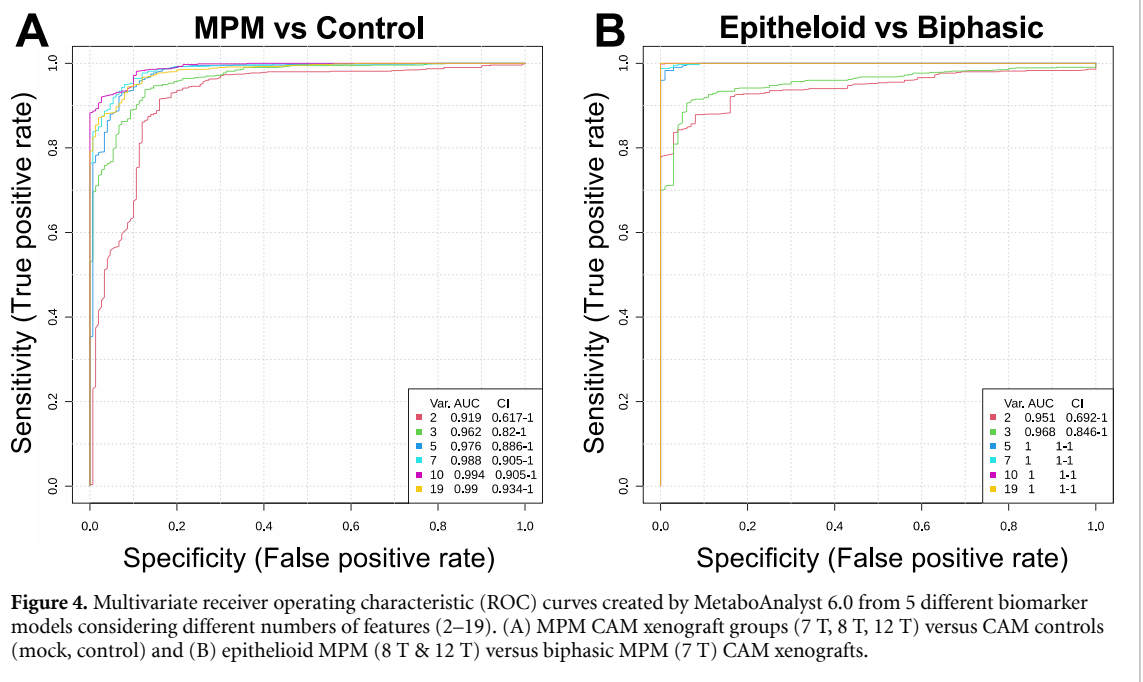 A
MPM vs Control
Sensitivity (True positive rate)
1.0
0.8
0.6
0.4
0.2
0.0
Var. AUC CI
2 0.919 0.617-1
3 0.962 0.82-1
5 0.976 0.886-1
7 0.988 0.905-1
10 0.994 0.905-1
19 0.99 0.934-1
0.0 0.2 0.4 0.6 0.8 1.0
Specificity (False positive rate)
B
Epitheloid vs Biphasic
Sensitivity (True positive rate)
1.0
0.8
0.6
0.4
0.2
0.0
Var. AUC CI
2 0.951 0.692-1
3 0.968 0.846-1
5 1 1-1
7 1 1-1
10 1 1-1
19 1 1-1
0.0 0.2 0.4 0.6 0.8 1.0
Specificity (False positive rate)
Figure 4. Multivariate receiver operating characteristic (ROC) curves created by MetaboAnalyst 6.0 from 5 different biomarker
models considering different numbers of features (2–19). (A) MPM CAM xenograft groups (7 T, 8 T, 12 T) versus CAM controls
(mock, control) and (B) epithelioid MPM (8 T & 12 T) versus biphasic MPM (7 T) CAM xenografts.